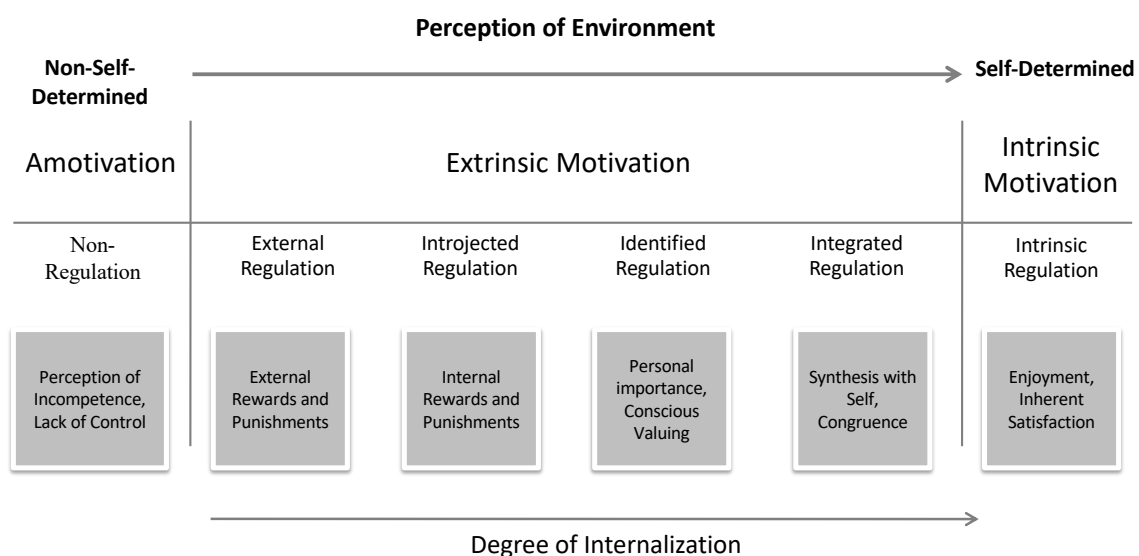 Perception of Environment
Non-Self-
Determined
Self-Determined
Amotivation
Extrinsic Motivation
Intrinsic
Motivation
Non-
Regulation
External
Regulation
Introjected
Regulation
Identified
Regulation
Integrated
Regulation
Intrinsic
Regulation
Perception of
Incompetence,
Lack of Control
External
Rewards and
Punishments
Internal
Rewards and
Punishments
Personal
importance,
Conscious
Valuing
Synthesis with
Self,
Congruence
Enjoyment,
Inherent
Satisfaction
Degree of Internalization